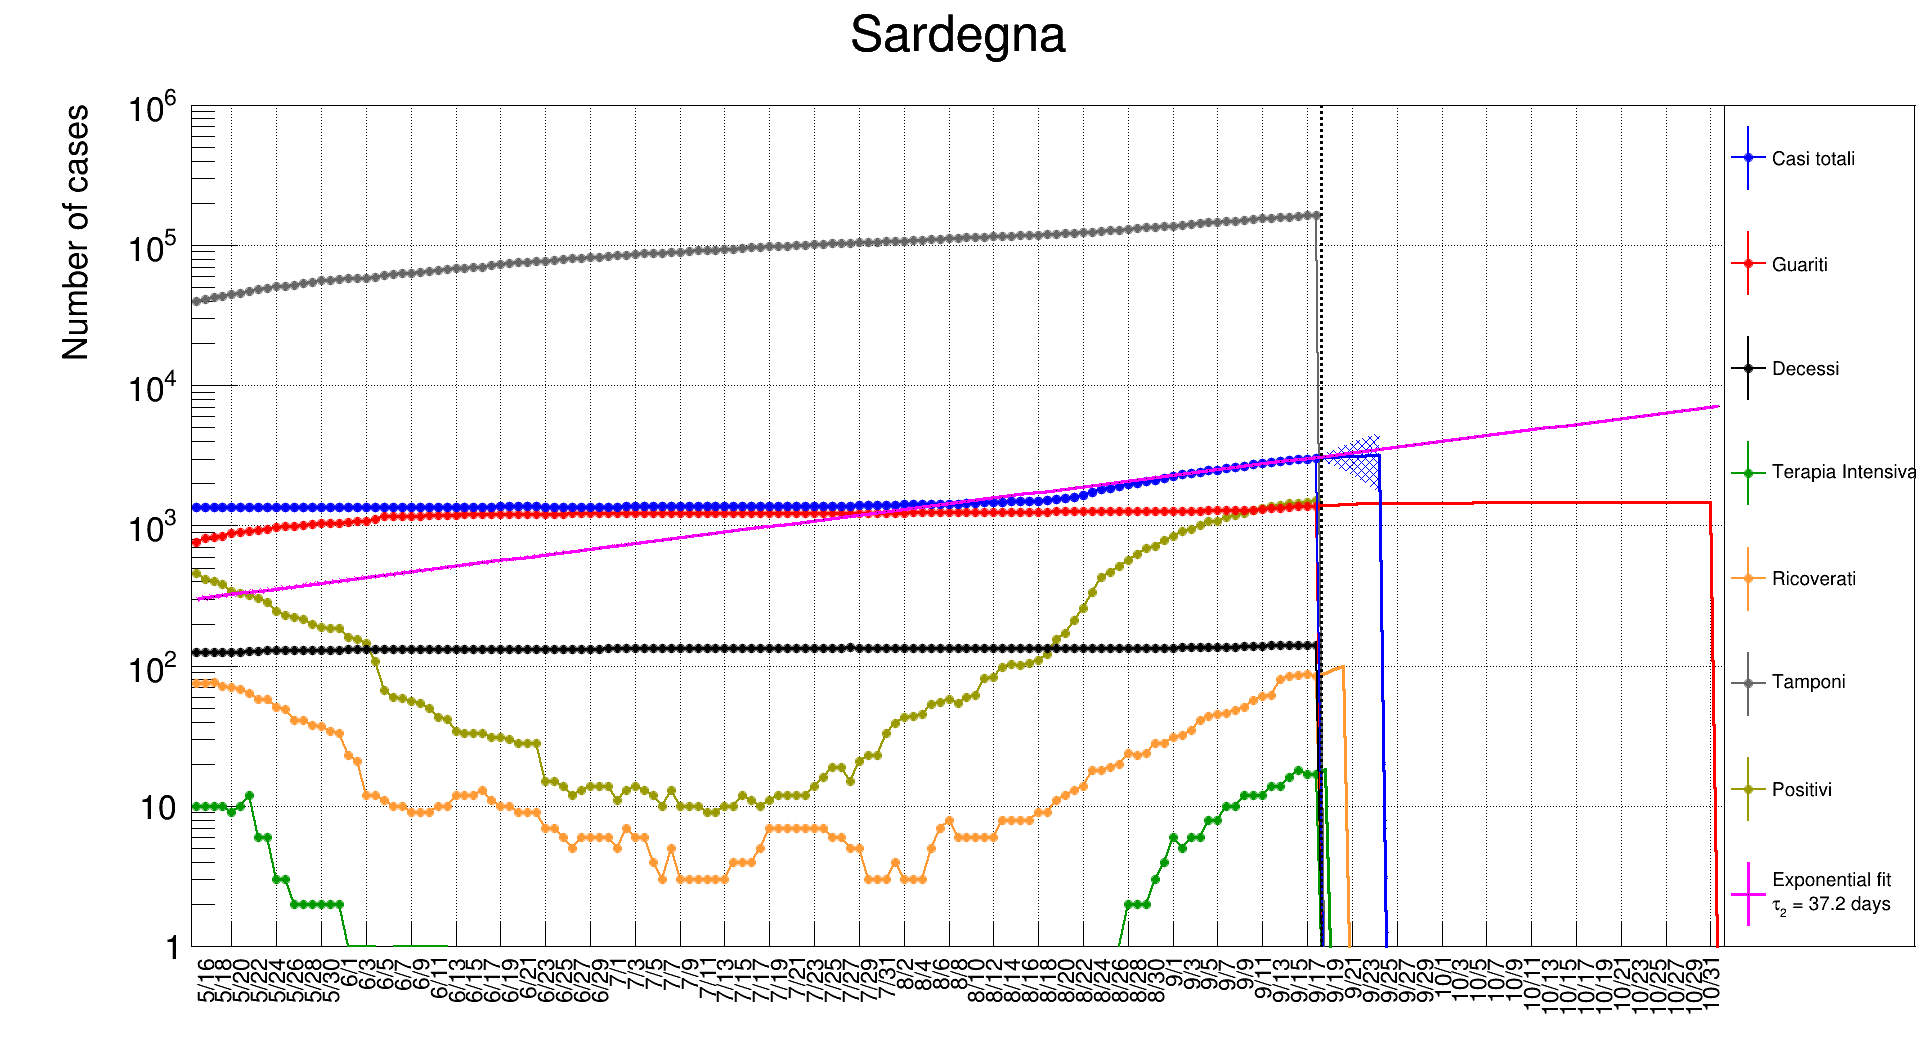 Sardegna
Number of cases
10^6
10^5
10^4
10^3
10^2
10
1
5/16 5/18 5/20 5/22 5/24 5/26 5/28 5/30 6/1 6/3 6/5 6/7 6/9 6/11 6/13 6/15 6/17 6/19 6/21 6/23 6/25 6/27 6/29 7/1 7/3 7/5 7/7 7/9 7/11 7/13 7/15 7/17 7/19 7/21 7/23 7/25 7/27 7/29 7/31 8/2 8/4 8/6 8/8 8/10 8/12 8/14 8/16 8/18 8/20 8/22 8/24 8/26 8/28 8/30 9/1 9/3 9/5 9/7 9/9 9/11 9/13 9/15 9/17 9/19 9/21 9/23 9/25 9/27 9/29 10/1 10/3 10/5 10/7 10/9 10/11 10/13 10/15 10/17 10/19 10/21 10/23 10/25 10/27 10/29 10/31
Casi totali
Guariti
Decessi
Terapia Intensiva
Ricoverati
Tamponi
Positivi
Exponential fit
τ₂ = 37.2 days